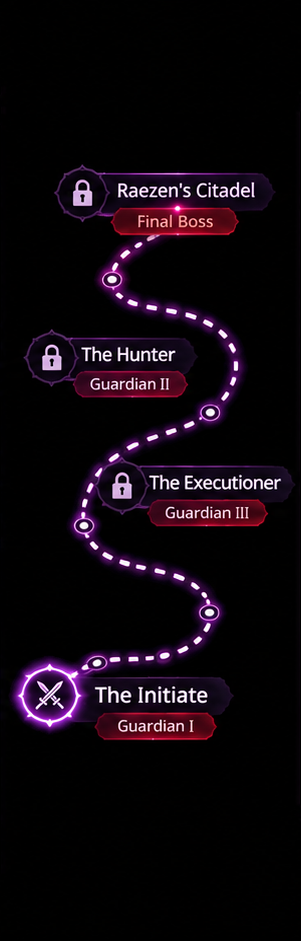 Raezen's Citadel
Final Boss
The Hunter
Guardian II
The Executioner
Guardian III
The Initiate
Guardian I